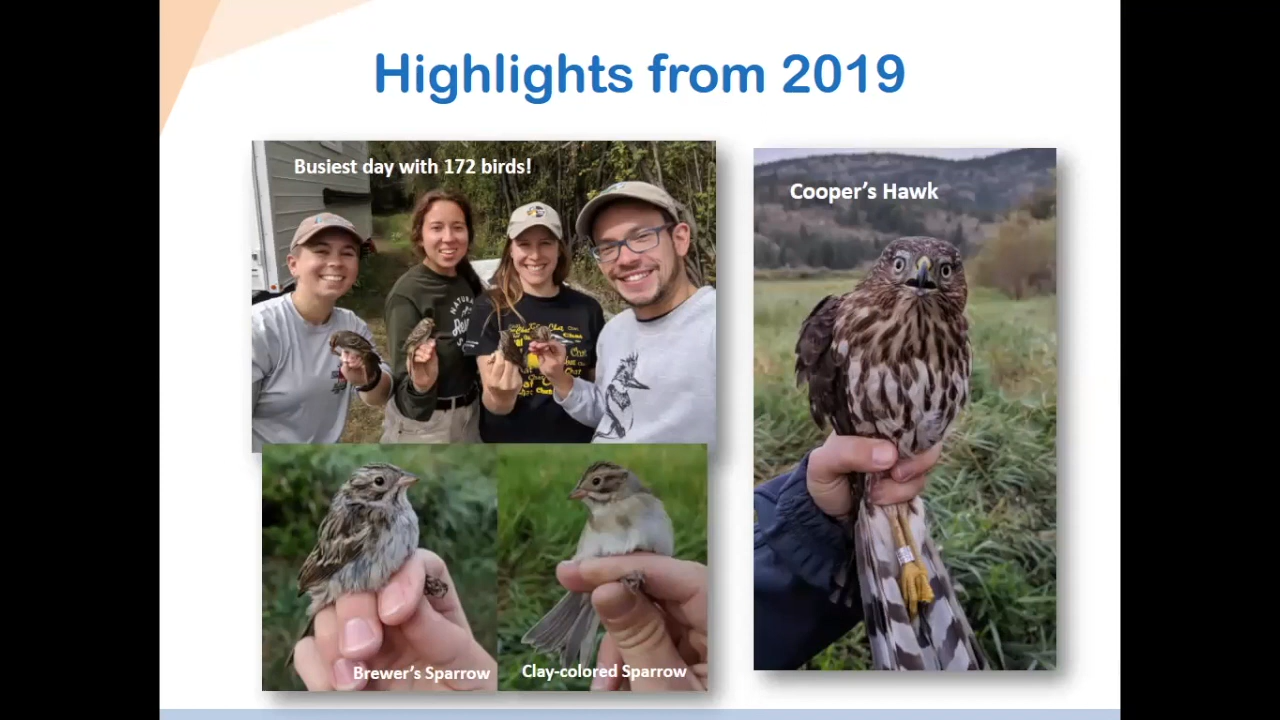 Highlights from 2019
Busiest day with 172 birds!
Cooper's Hawk
Brewer's Sparrow
Clay-colored Sparrow